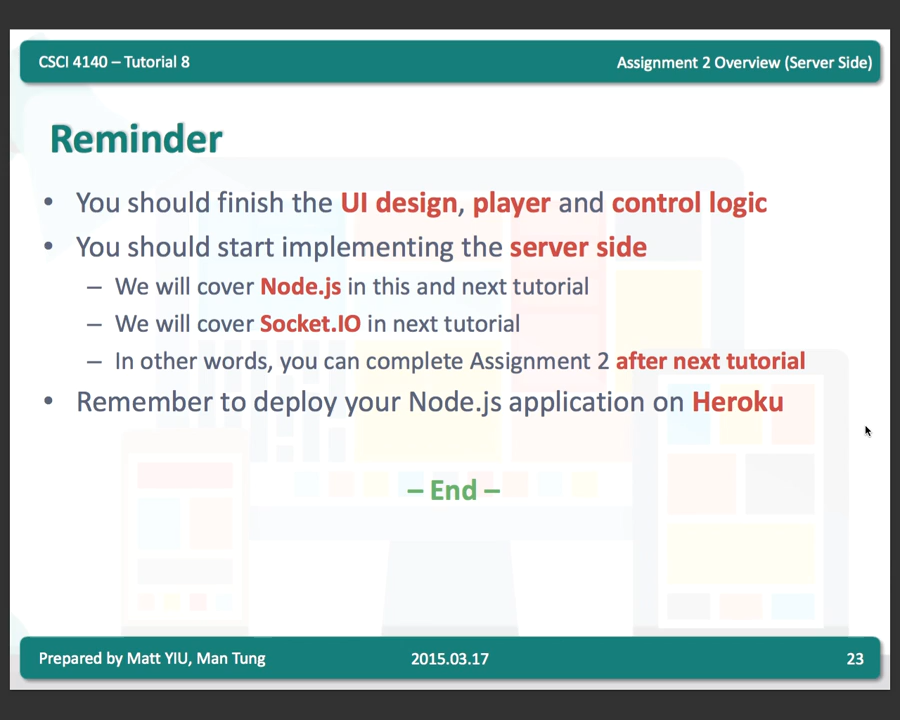 CSCI 4140 – Tutorial 8
Assignment 2 Overview (Server Side)
Reminder
• You should finish the UI design, player and control logic
• You should start implementing the server side
– We will cover Node.js in this and next tutorial
– We will cover Socket.IO in next tutorial
– In other words, you can complete Assignment 2 after next tutorial
• Remember to deploy your Node.js application on Heroku
– End –
Prepared by Matt YIU, Man Tung
2015.03.17
23